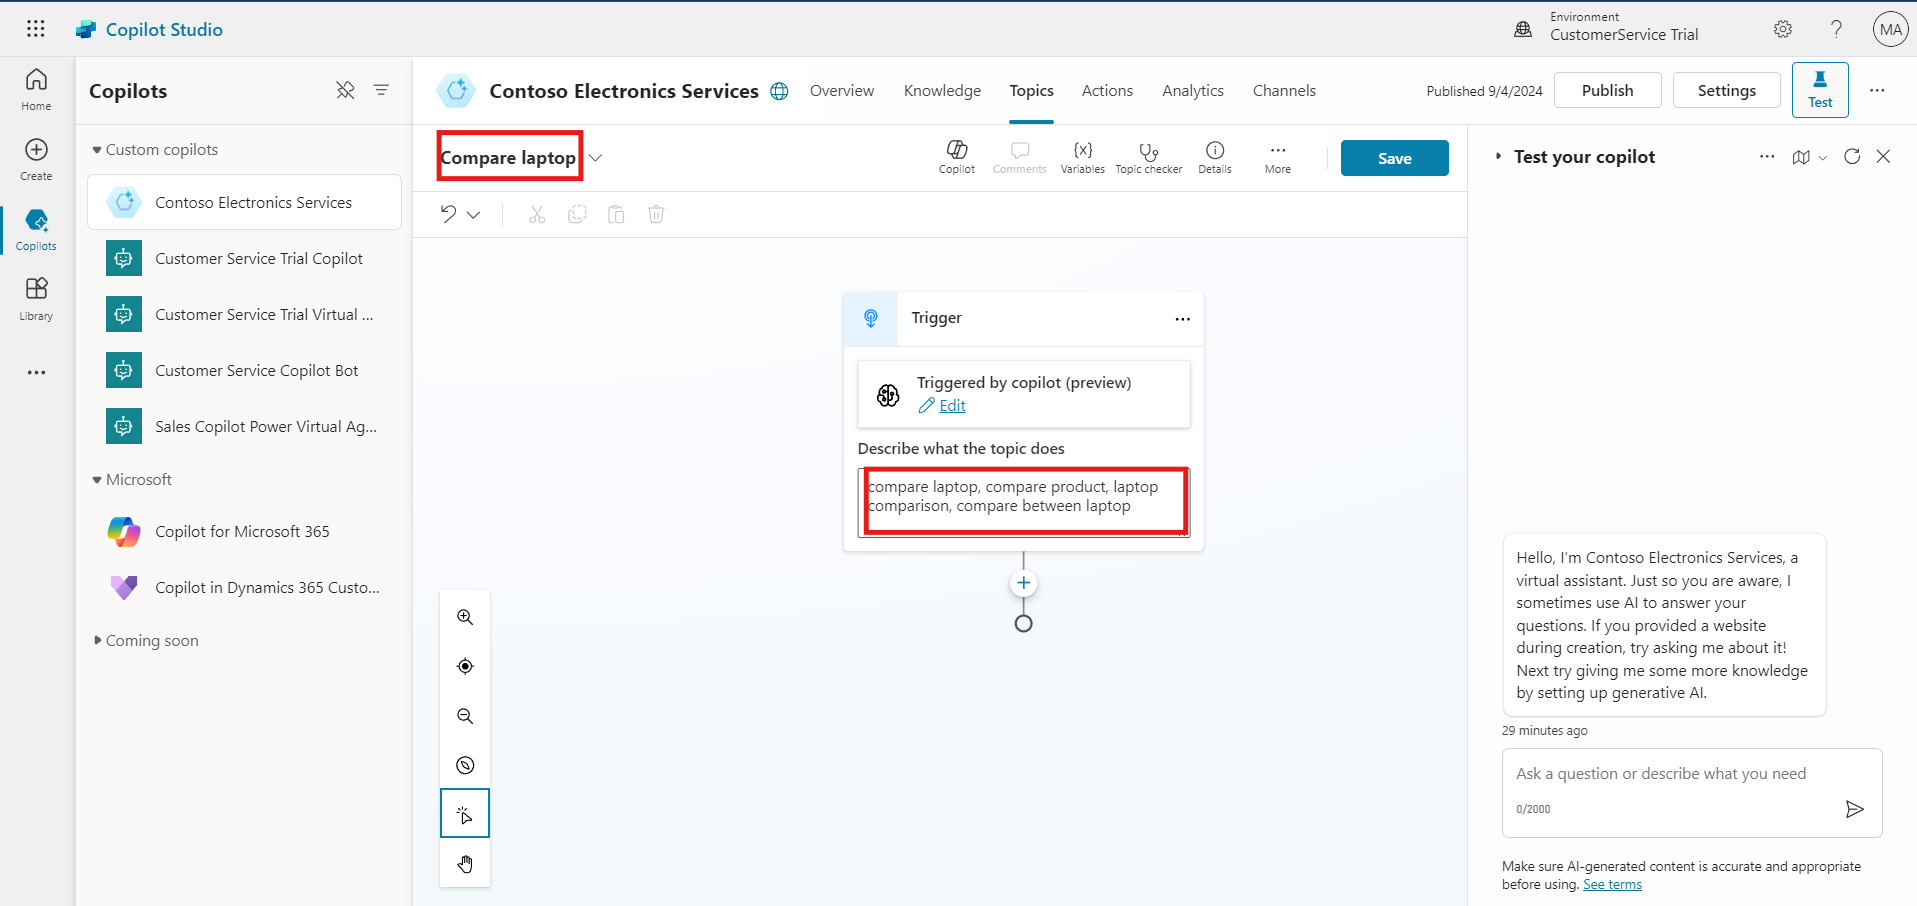 Copilot Studio
Environment
CustomerService Trial
MA
Home
Create
Copilots
Library
Copilots
Custom copilots
Contoso Electronics Services
Customer Service Trial Copilot
Customer Service Trial Virtual ...
Customer Service Copilot Bot
Sales Copilot Power Virtual Ag...
Microsoft
Copilot for Microsoft 365
Copilot in Dynamics 365 Custo...
Coming soon
Contoso Electronics Services
Overview
Knowledge
Topics
Actions
Analytics
Channels
Published 9/4/2024
Publish
Settings
Test
Compare laptop
Copilot
Comments
Variables
Topic checker
Details
More
Save
Trigger
Triggered by copilot (preview)
Edit
Describe what the topic does
compare laptop, compare product, laptop
comparison, compare between laptop
Test your copilot
Hello, I'm Contoso Electronics Services, a
virtual assistant. Just so you are aware, I
sometimes use AI to answer your
questions. If you provided a website
during creation, try asking me about it!
Next try giving me some more knowledge
by setting up generative AI.
29 minutes ago
Ask a question or describe what you need
0/2000
Make sure AI-generated content is accurate and appropriate
before using. See terms